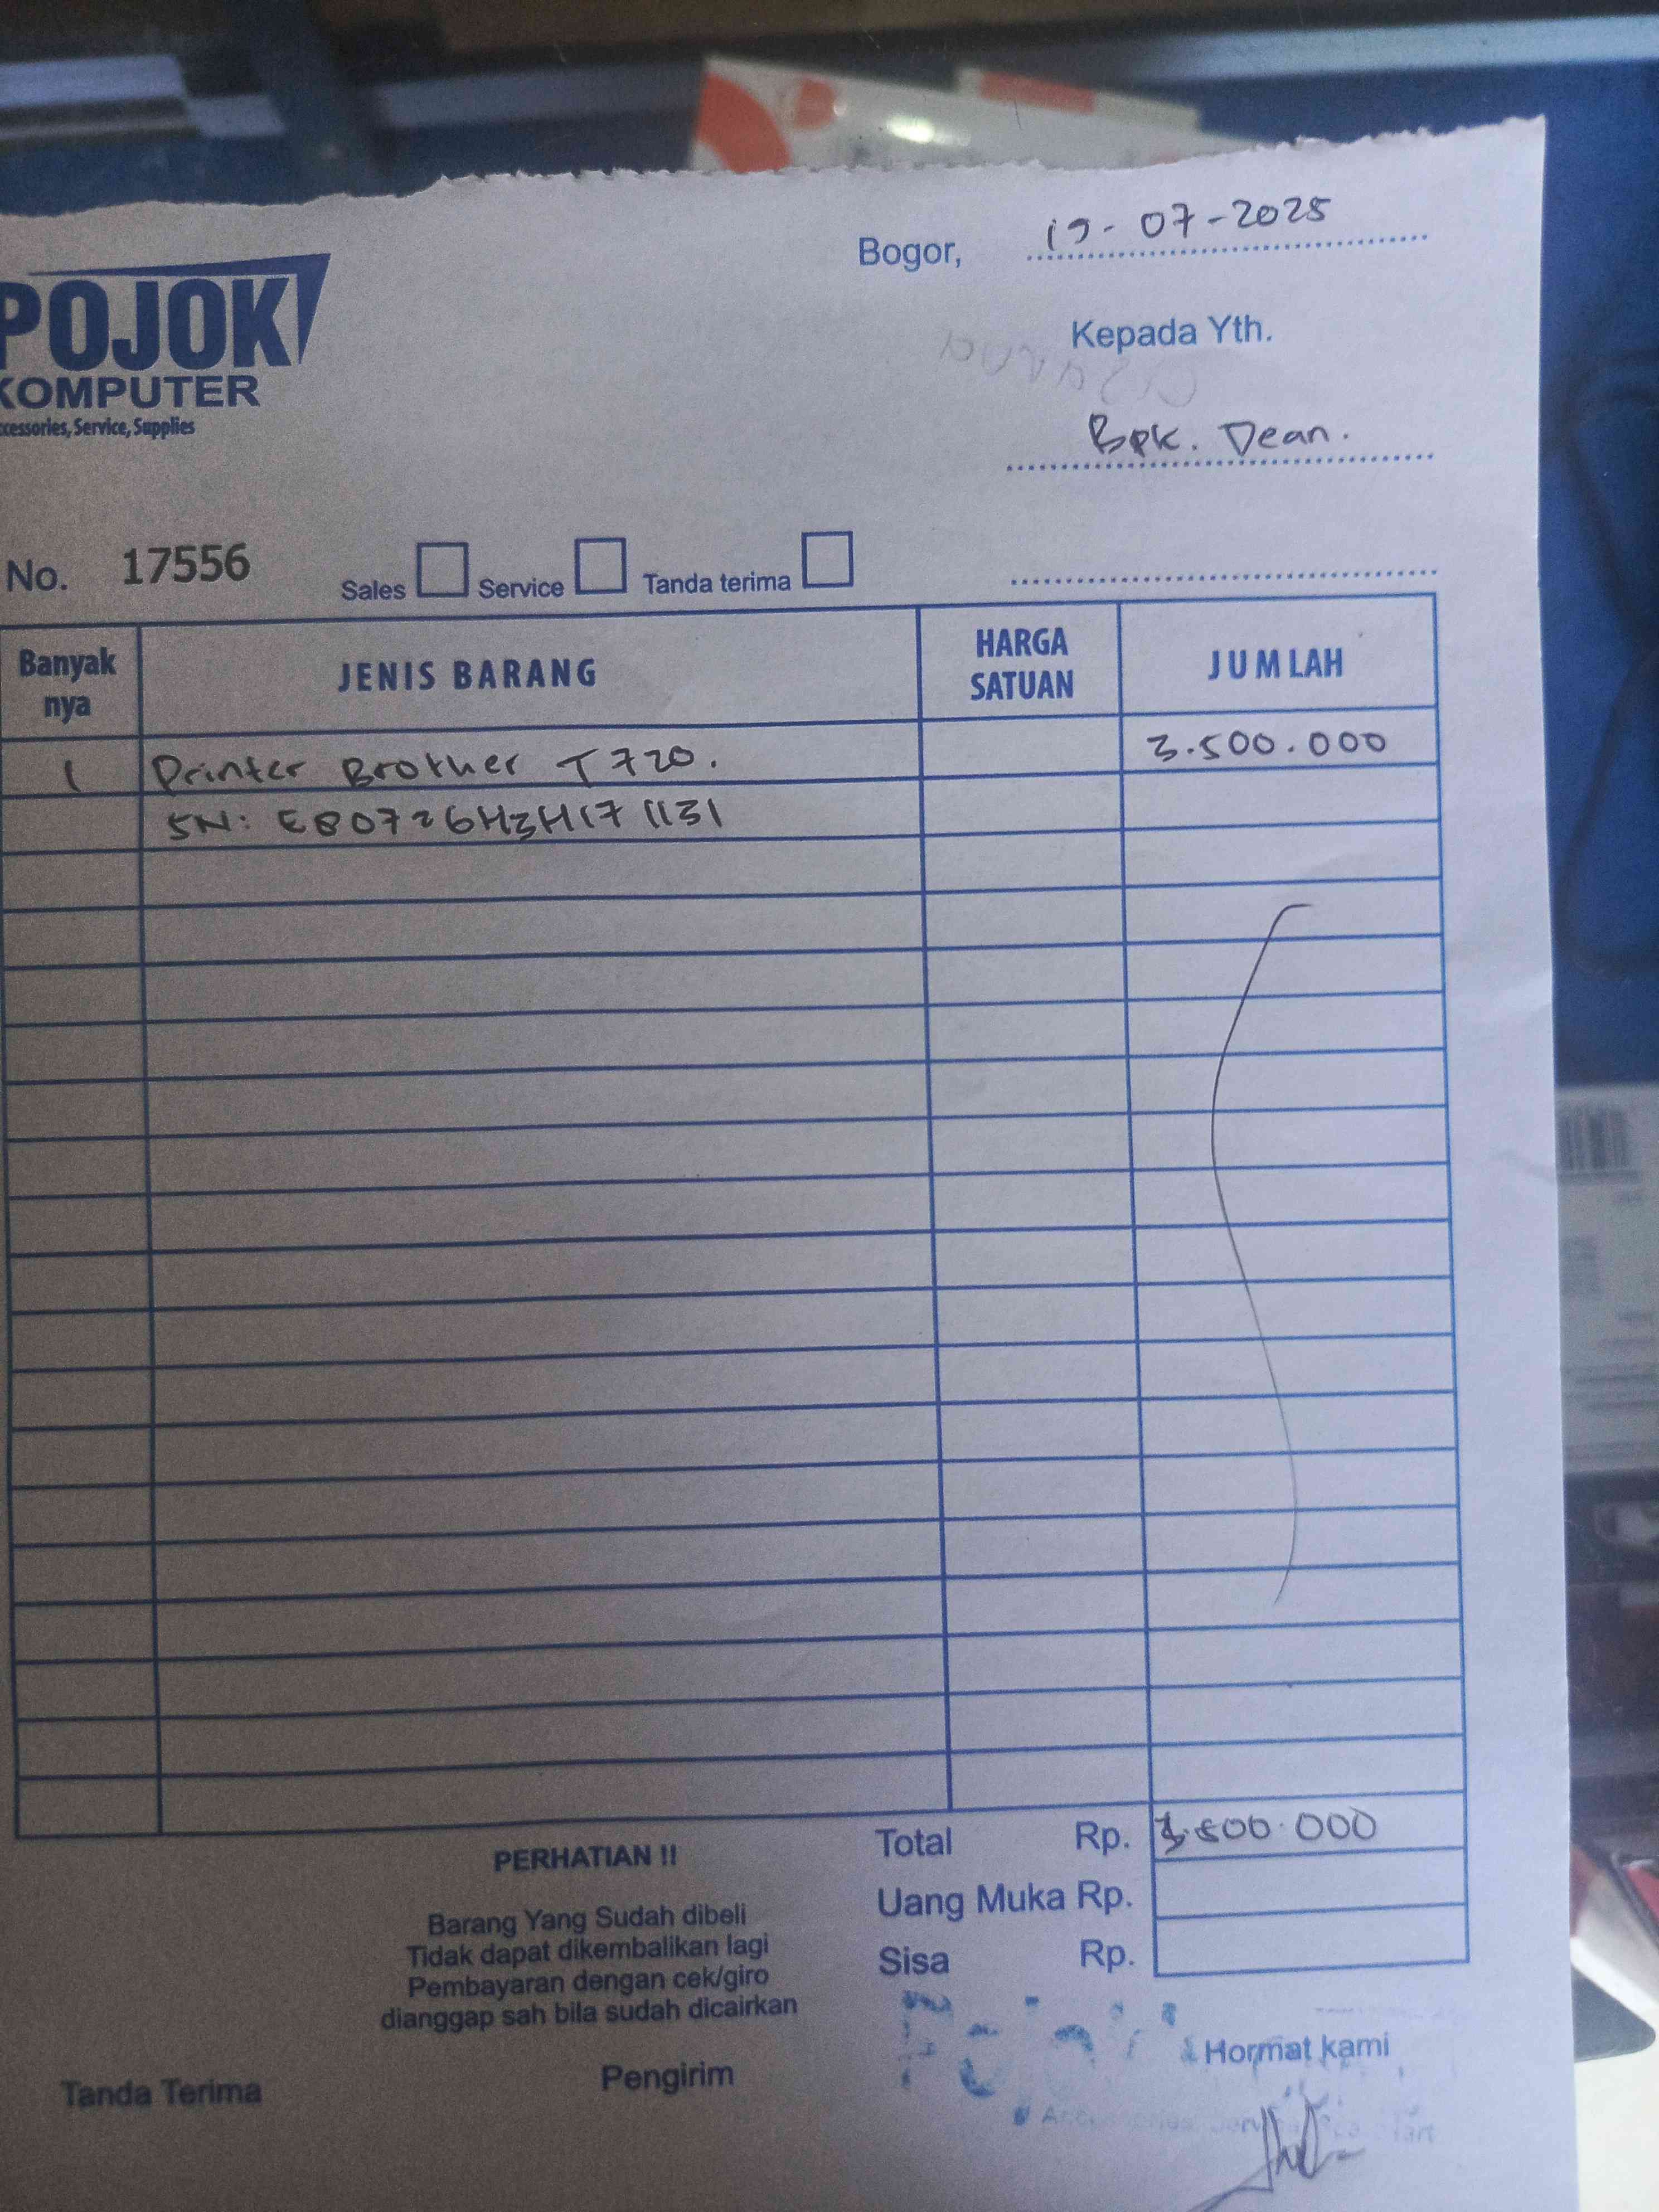 Bogor, 19-07-2025
POJOK
KOMPUTER
ccessories, Service, Supplies
Kepada Yth.
Bpk. Dean.
No. 17556 Sales Service Tanda terima
Banyak nya JENIS BARANG HARGA SATUAN JUMLAH
1 Printer Brother T720. 3.500.000
SN: E80726H3H171131
Total Rp. 3.500.000
Uang Muka Rp.
Sisa Rp.
PERHATIAN !!
Barang Yang Sudah dibeli
Tidak dapat dikembalikan lagi
Pembayaran dengan cek/giro
dianggap sah bila sudah dicairkan
Tanda Terima Pengirim Hormat kami